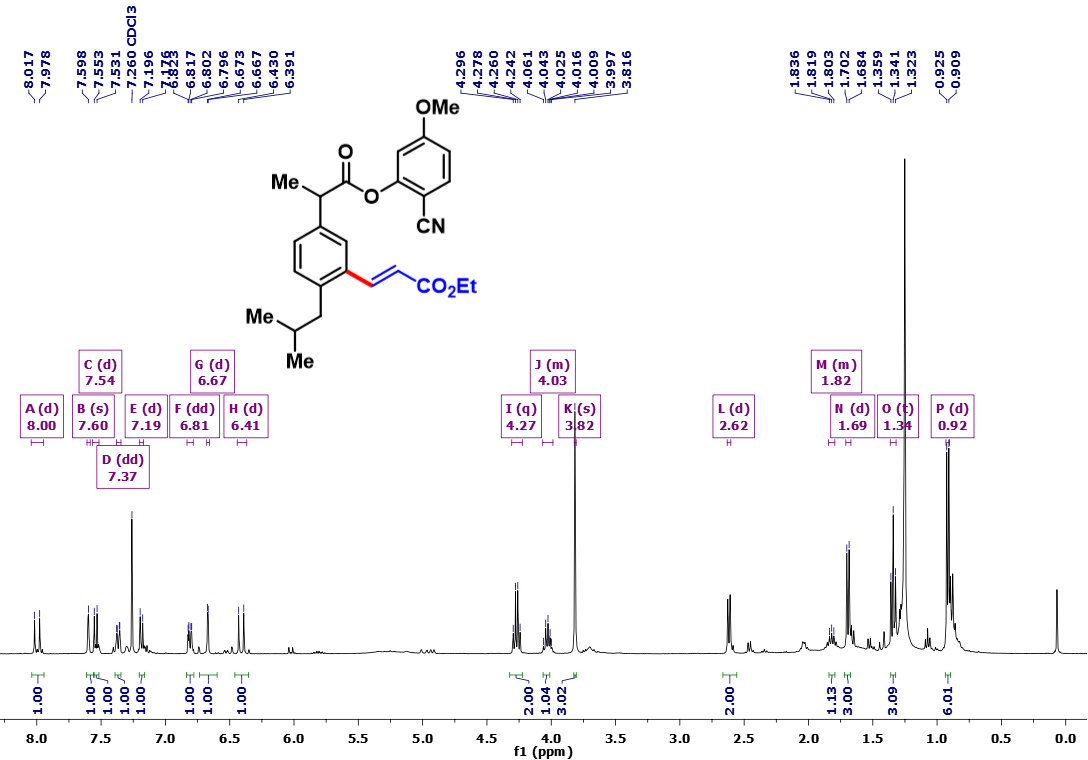 8.017
7.978
7.598
7.553
7.531
7.260 CDCl3
7.196
7.176
6.823
6.817
6.802
6.796
6.673
6.667
6.430
6.391
4.296
4.278
4.260
4.242
4.061
4.043
4.025
4.016
4.009
3.997
3.816
1.836
1.819
1.803
1.702
1.684
1.359
1.341
1.323
0.925
0.909
OMe
O
Me
O
CN
CO2Et
Me
Me
C (d)
7.54
G (d)
6.67
J (m)
4.03
M (m)
1.82
A (d)
8.00
B (s)
7.60
E (d)
7.19
F (dd)
6.81
H (d)
6.41
I (q)
4.27
K (s)
3.82
L (d)
2.62
N (d)
1.69
O (t)
1.34
P (d)
0.92
D (dd)
7.37
1.00
1.00
1.00
1.00
1.00
1.00
1.00
1.00
2.00
1.04
3.02
2.00
1.13
3.00
3.09
6.01
8.0 7.5 7.0 6.5 6.0 5.5 5.0 4.5 4.0 3.5 3.0 2.5 2.0 1.5 1.0 0.5 0.0
f1 (ppm)